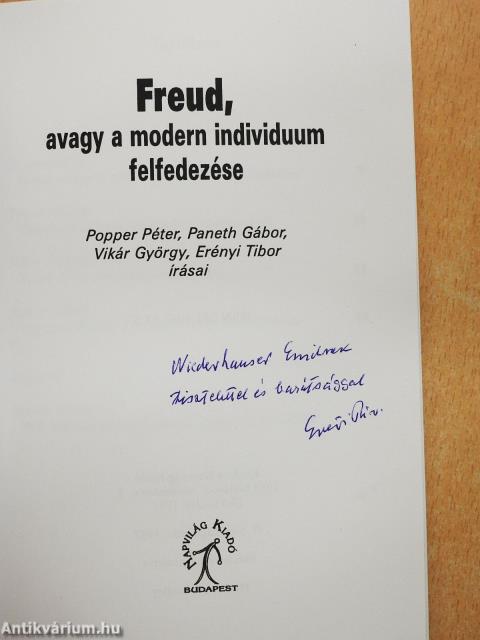 Freud,
avagy a modern individuum
felfedezése
Popper Péter, Paneth Gábor,
Vikár György, Erényi Tibor
írásai
Niederhauser Emilnek
tisztelettel és barátsággal
NAPVILÁG KIADÓ
BUDAPEST
Antikvárium.hu